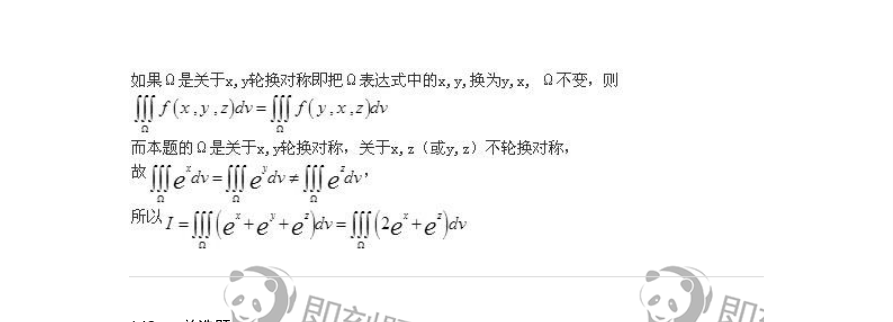 如果Ω是关于x,y轮换对称即把Ω表达式中的x,y,换为y,x, Ω不变，则
∭_Ω f(x,y,z)dv=∭_Ω f(y,x,z)dv
而本题的Ω是关于x,y轮换对称，关于x,z（或y,z）不轮换对称，
故∭_Ω e^x dv=∭_Ω e^y dv≠∭_Ω e^z dv，
所以I=∭_Ω(e^x+e^y+e^z)dv=∭_Ω(2e^x+e^z)dv